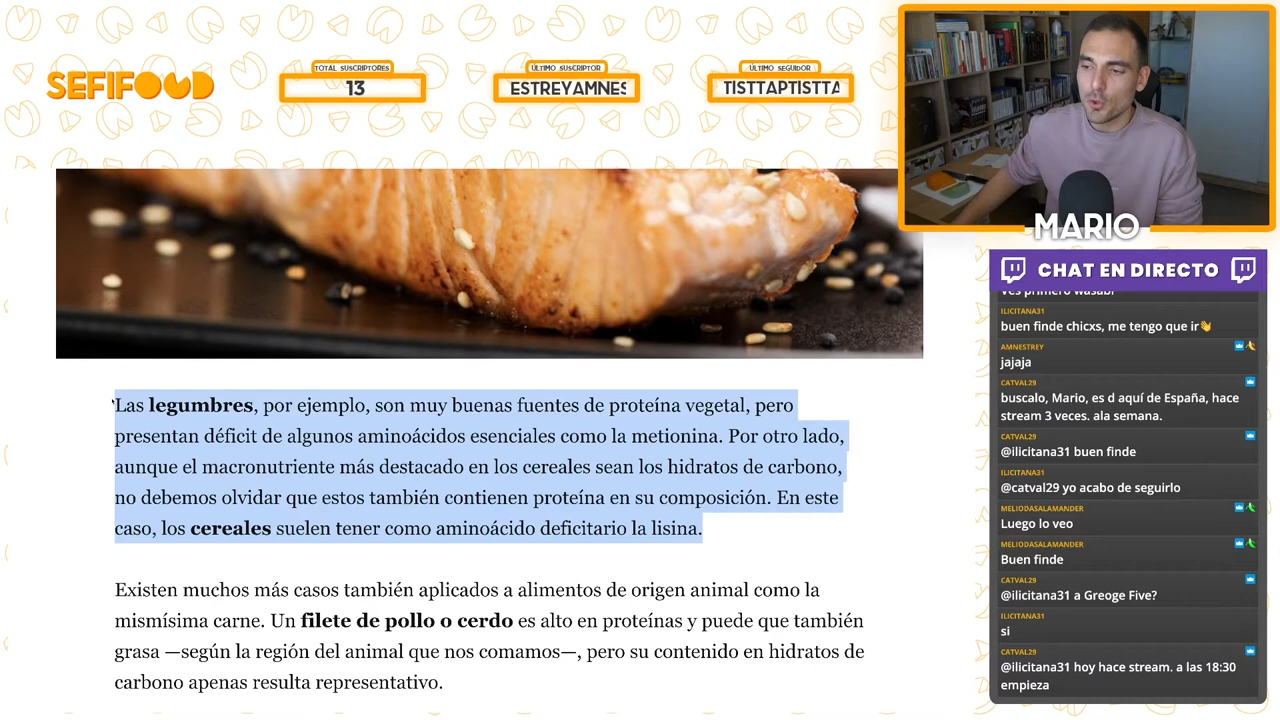 SEFIFOOD
TOTAL SUSCRIPTORES
13
ÚLTIMO SUSCRIPTOR
ESTREYAMNES
ÚLTIMO SEGUIDOR
TISTTAPTISTTA
MARIO
CHAT EN DIRECTO
Ves primero wasabi
ILICITANA31
buen finde chicxs, me tengo que ir👋
AMNESTREY
jajaja
CATVAL29
buscalo, Mario, es d aquí de España, hace
stream 3 veces. ala semana.
CATVAL29
@ilicitana31 buen finde
ILICITANA31
@catval29 yo acabo de seguirlo
MELIODASALAMANDER
Luego lo veo
MELIODASALAMANDER
Buen finde
CATVAL29
@ilicitana31 a Greoge Five?
ILICITANA31
si
CATVAL29
@ilicitana31 hoy hace stream. a las 18:30
empieza
Las legumbres, por ejemplo, son muy buenas fuentes de proteína vegetal, pero
presentan déficit de algunos aminoácidos esenciales como la metionina. Por otro lado,
aunque el macronutriente más destacado en los cereales sean los hidratos de carbono,
no debemos olvidar que estos también contienen proteína en su composición. En este
caso, los cereales suelen tener como aminoácido deficitario la lisina.
Existen muchos más casos también aplicados a alimentos de origen animal como la
mismísima carne. Un filete de pollo o cerdo es alto en proteínas y puede que también
grasa —según la región del animal que nos comamos—, pero su contenido en hidratos de
carbono apenas resulta representativo.